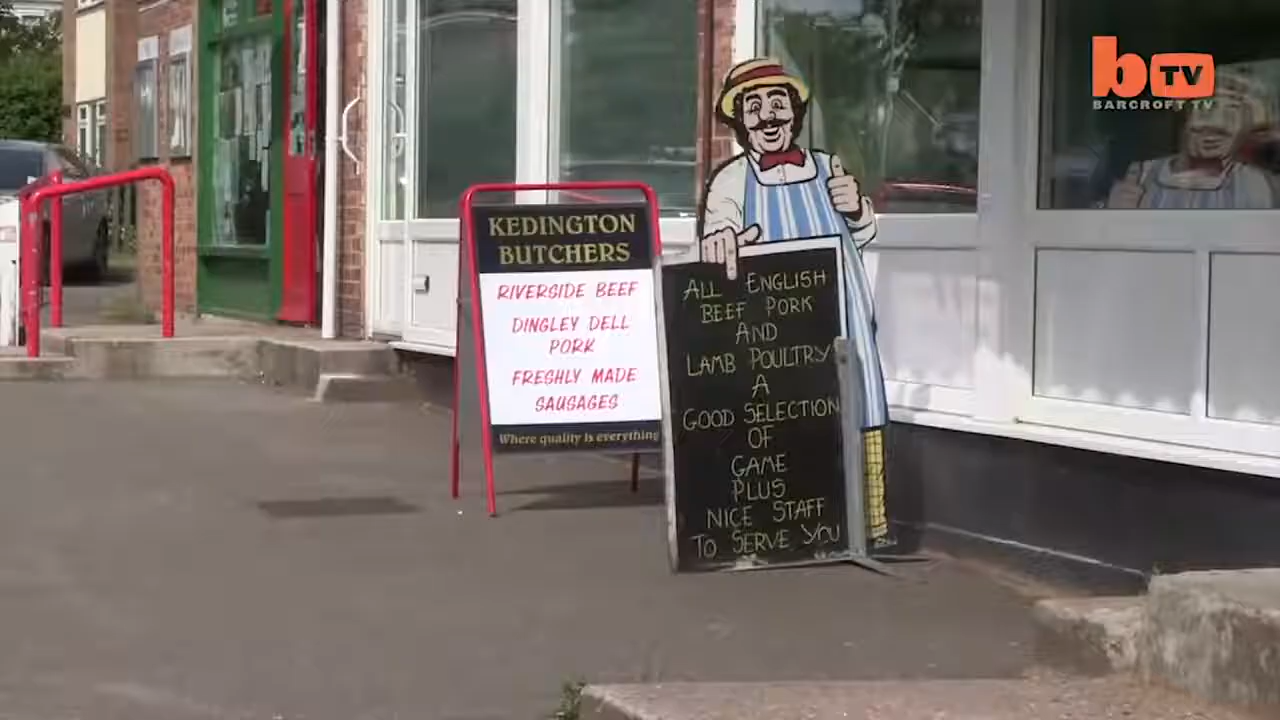 bTV
BARCROFT TV
KEDINGTON
BUTCHERS
RIVERSIDE BEEF
DINGLEY DELL
PORK
FRESHLY MADE
SAUSAGES
Where quality is everything
ALL ENGLISH
BEEF PORK
AND
LAMB POULTRY
A
GOOD SELECTION
OF
GAME
PLUS
NICE STAFF
TO SERVE YOU